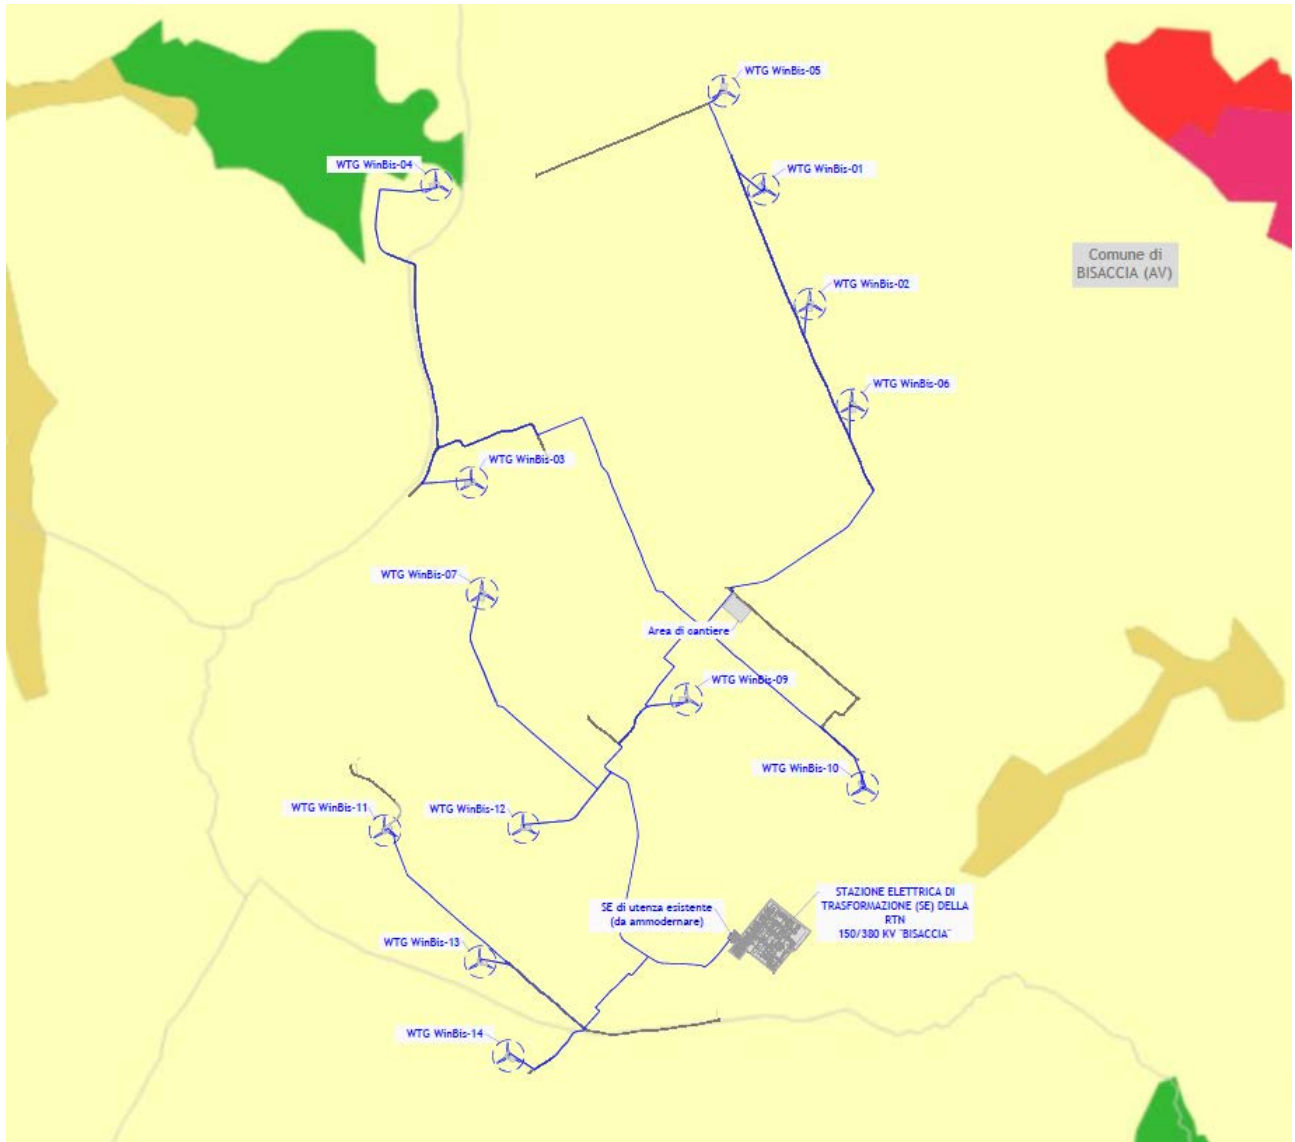 WTG WinBis-05
WTG WinBis-04
WTG WinBis-01
Comune di
BISACCIA (AV)
WTG WinBis-02
WTG WinBis-06
WTG WinBis-03
WTG WinBis-07
Area di cantiere
WTG WinBis-09
WTG WinBis-10
WTG WinBis-11
WTG WinBis-12
SE di utenza esistente
(da ammodernare)
STAZIONE ELETTRICA DI
TRASFORMAZIONE (SE) DELLA
RTN
150/380 KV "BISACCIA"
WTG WinBis-13
WTG WinBis-14